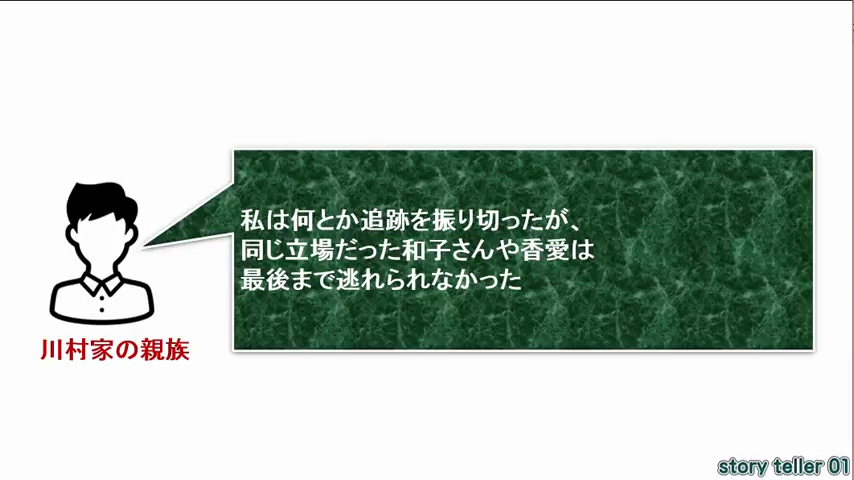 私は何とか追跡を振り切ったが、
同じ立場だった和子さんや香愛は
最後まで逃れられなかった
川村家の親族
story teller 01